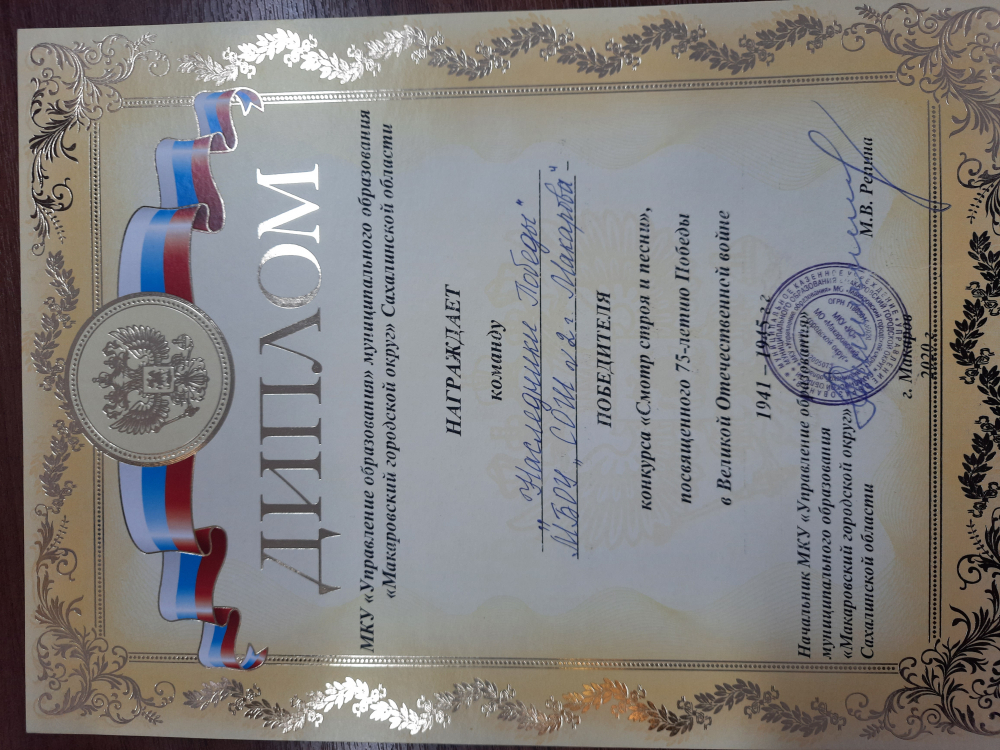 ДИПЛОМ
МКУ «Управление образования» муниципального образования
«Макаровский городской округ» Сахалинской области
НАГРАЖДАЕТ
команду
"Наследники Победы"
МБОУ „СОШ №2 г. Макарова"
ПОБЕДИТЕЛЯ
конкурса «Смотр строя и песни»,
посвященного 75-летию Победы
в Великой Отечественной войне
1941 – 1945 г.г
Начальник МКУ «Управление образования»
муниципального образования
«Макаровский городской округ»
Сахалинской области
М.В. Репина
г. Макаров
2020 г